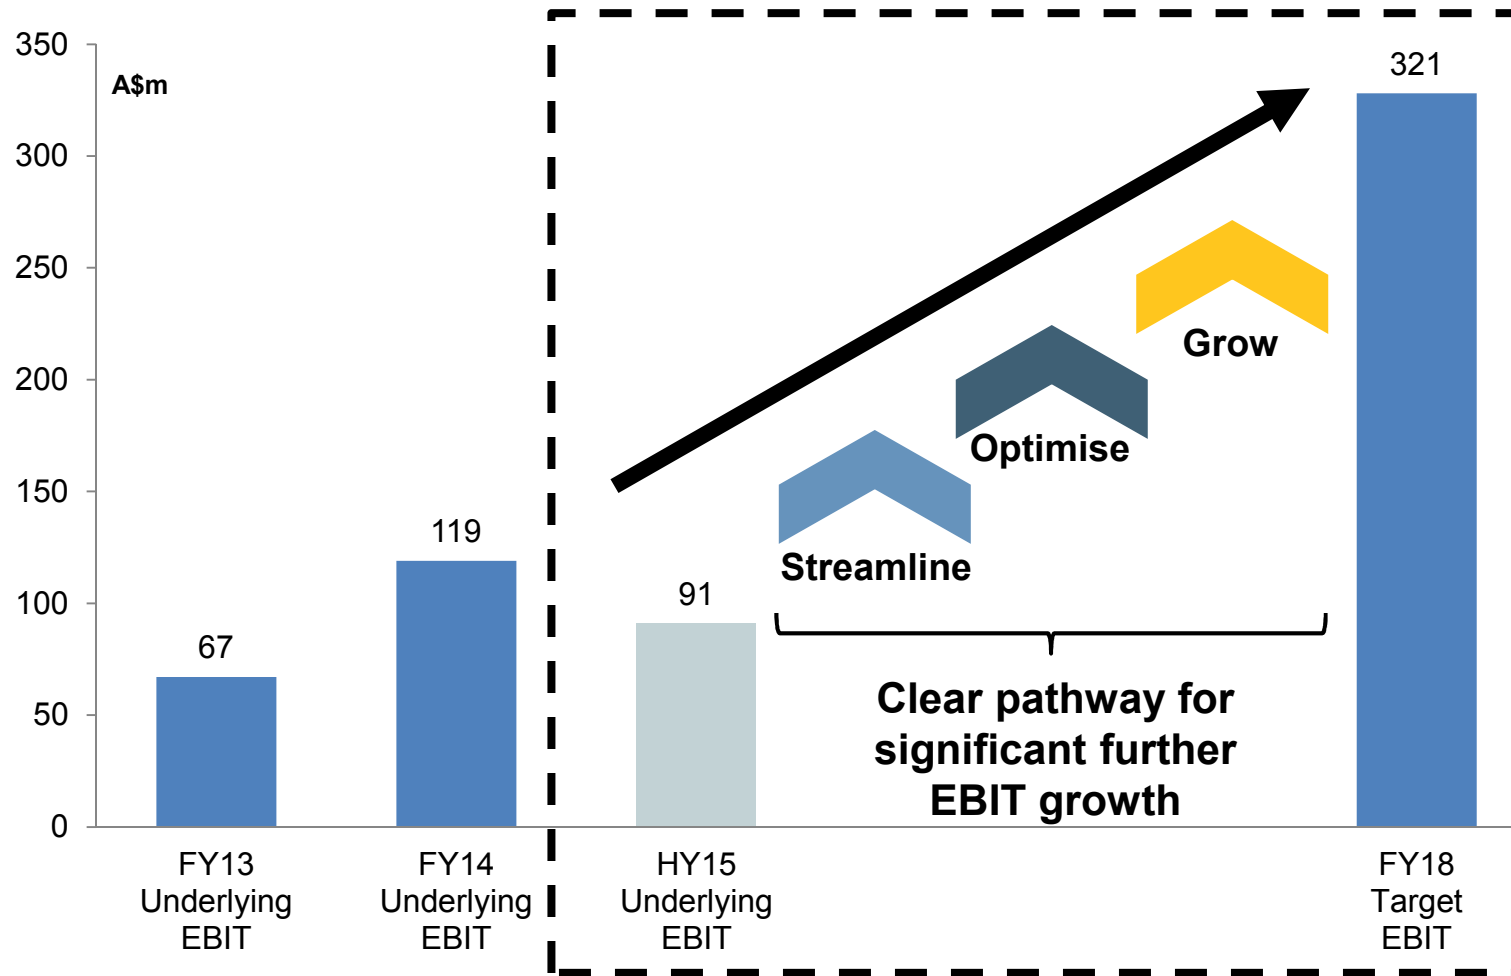 350
300
250
200
150
100
50
0
A$m
67
119
91
321
Streamline
Optimise
Grow
Clear pathway for
significant further
EBIT growth
FY13
Underlying
EBIT
FY14
Underlying
EBIT
HY15
Underlying
EBIT
FY18
Target
EBIT